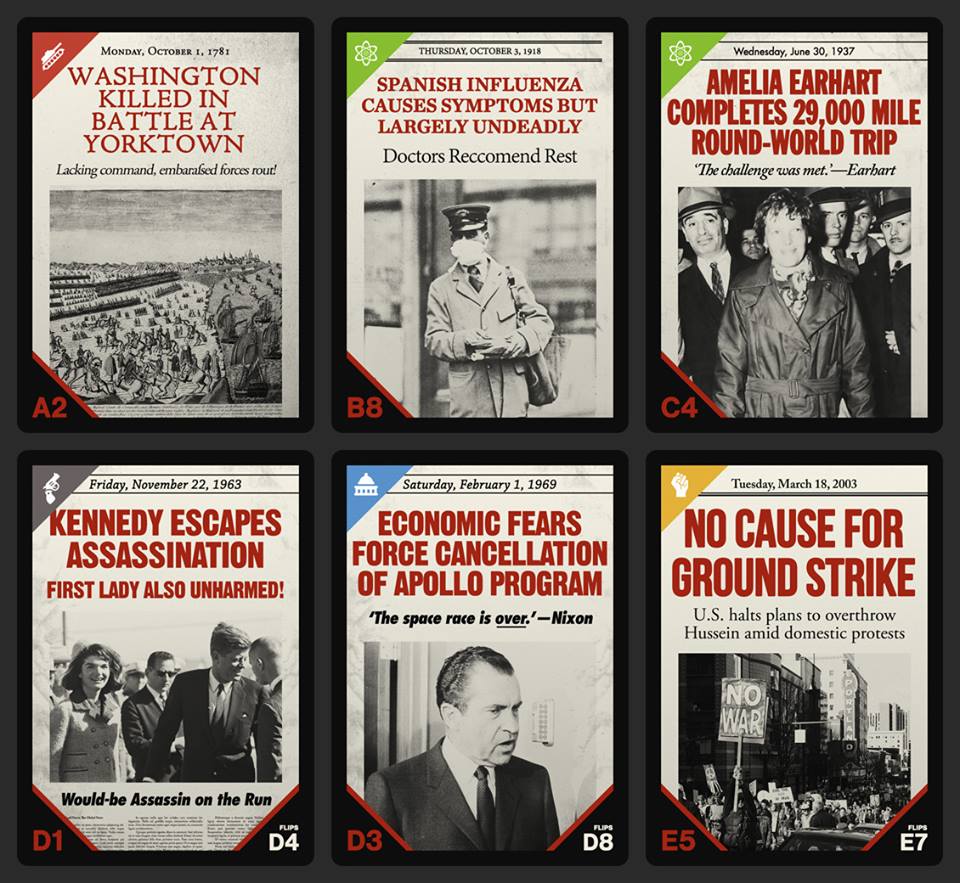 Monday, October 1, 1781
WASHINGTON
KILLED IN
BATTLE AT
YORKTOWN
Lacking command, embaraſsed forces rout!
A2
THURSDAY, OCTOBER 3, 1918
SPANISH INFLUENZA
CAUSES SYMPTOMS BUT
LARGELY UNDEADLY
Doctors Reccomend Rest
B8
Wednesday, June 30, 1937
AMELIA EARHART
COMPLETES 29,000 MILE
ROUND-WORLD TRIP
‘The challenge was met.’—Earhart
C4
Friday, November 22, 1963
KENNEDY ESCAPES
ASSASSINATION
FIRST LADY ALSO UNHARMED!
Would-be Assassin on the Run
D1
FLIPS
D4
Saturday, February 1, 1969
ECONOMIC FEARS
FORCE CANCELLATION
OF APOLLO PROGRAM
‘The space race is over.’—Nixon
D3
FLIPS
D8
Tuesday, March 18, 2003
NO CAUSE FOR
GROUND STRIKE
U.S. halts plans to overthrow
Hussein amid domestic protests
NO
WAR
E5
FLIPS
E7